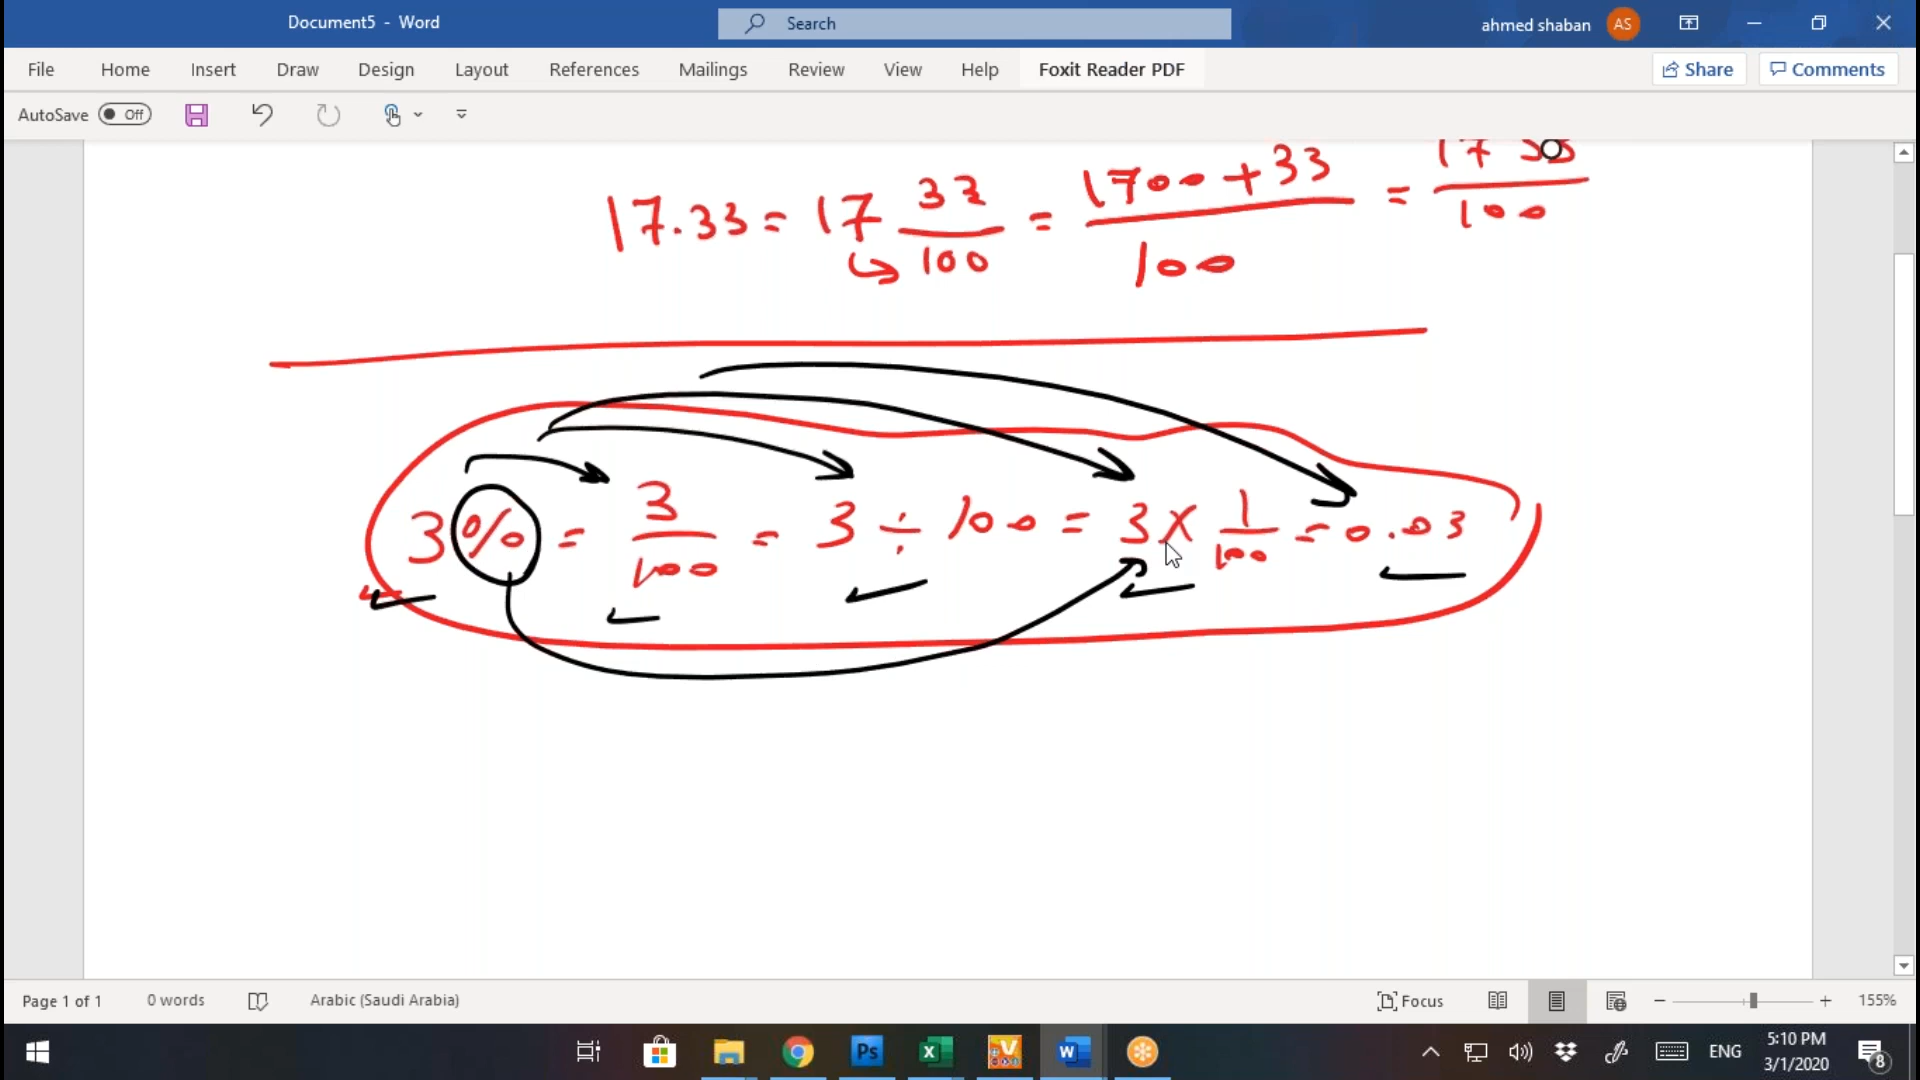 Document5 - Word
Search
ahmed shaban AS
File Home Insert Draw Design Layout References Mailings Review View Help Foxit Reader PDF Share Comments
AutoSave Off
17.33 = 17 33/100 = 1700 + 33/100 = 1733/100
3% = 3/100 = 3 ÷ 100 = 3 × 1/100 = 0.03
Page 1 of 1 0 words Arabic (Saudi Arabia) Focus 155%
Ps ENG 5:10 PM
3/1/2020 8